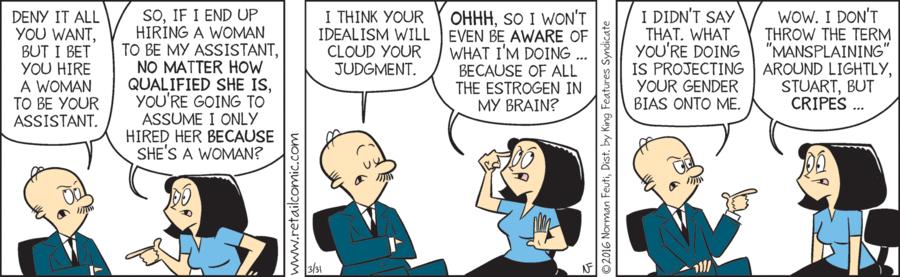 DENY IT ALL
YOU WANT,
BUT I BET
YOU HIRE
A WOMAN
TO BE YOUR
ASSISTANT.
SO, IF I END UP
HIRING A WOMAN
TO BE MY ASSISTANT,
NO MATTER HOW
QUALIFIED SHE IS,
YOU'RE GOING TO
ASSUME I ONLY
HIRED HER BECAUSE
SHE'S A WOMAN?
www.retailcomic.com
I THINK YOUR
IDEALISM WILL
CLOUD YOUR
JUDGMENT.
OHHH, SO I WON'T
EVEN BE AWARE OF
WHAT I'M DOING ...
BECAUSE OF ALL
THE ESTROGEN IN
MY BRAIN?
3/31
NF
©2016 Norman Feuti, Dist. by King Features Syndicate
I DIDN'T SAY
THAT. WHAT
YOU'RE DOING
IS PROJECTING
YOUR GENDER
BIAS ONTO ME.
WOW. I DON'T
THROW THE TERM
"MANSPLAINING"
AROUND LIGHTLY,
STUART, BUT
CRIPES ...